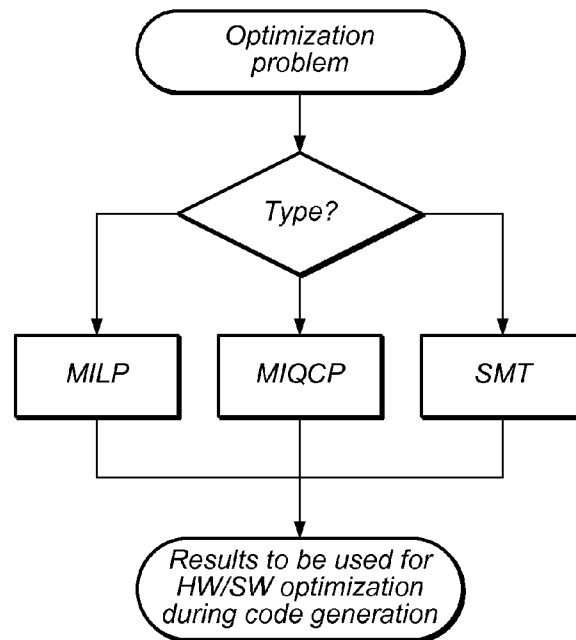 Optimization
problem
Type?
MILP
MIQCP
SMT
Results to be used for
HW/SW optimization
during code generation